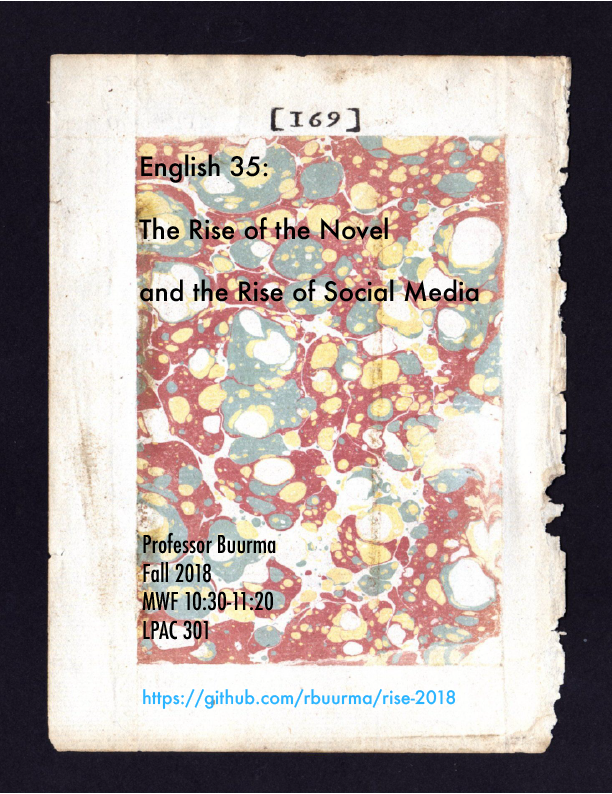 [169]
English 35:
The Rise of the Novel
and the Rise of Social Media
Professor Buurma
Fall 2018
MWF 10:30-11:20
LPAC 301
https://github.com/rbuurma/rise-2018